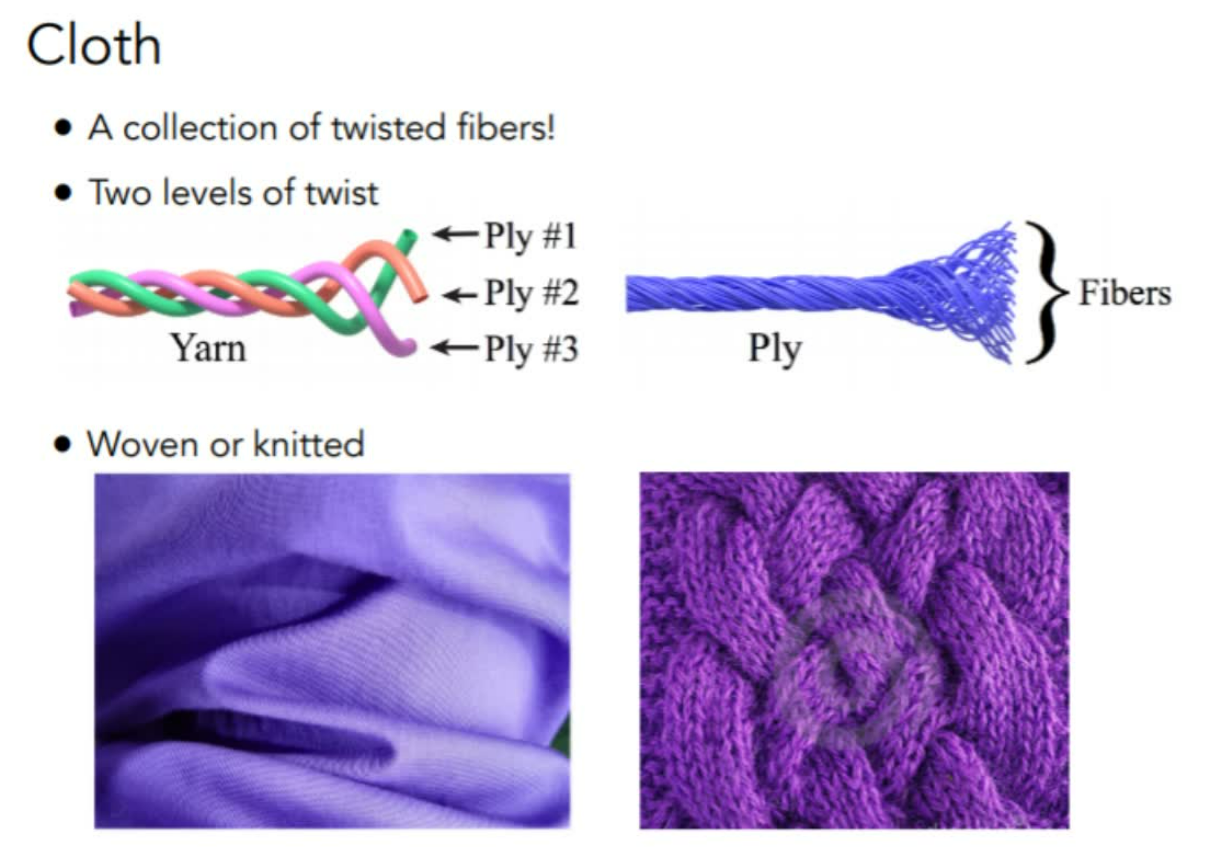 Cloth
• A collection of twisted fibers!
• Two levels of twist
Ply #1
Ply #2
Ply #3
Yarn
Fibers
Ply
• Woven or knitted